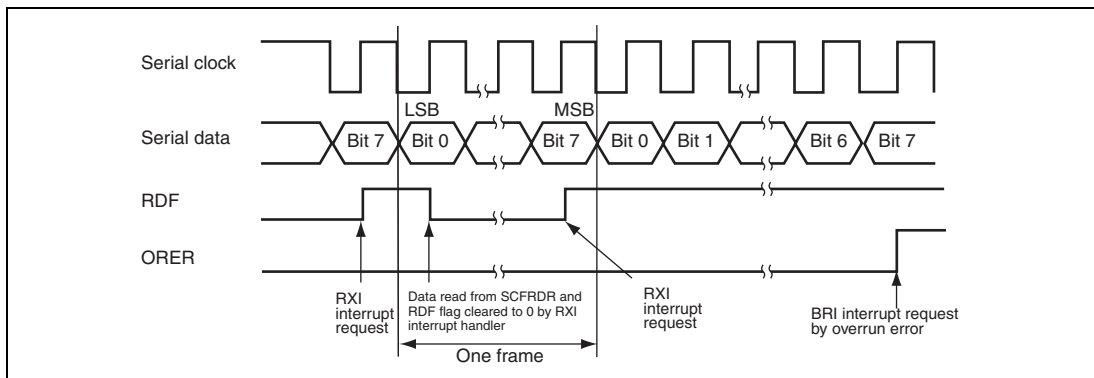 Serial clock
LSB
MSB
Serial data
Bit 7
Bit 0
Bit 7
Bit 0
Bit 1
Bit 6
Bit 7
RDF
ORER
RXI
interrupt
request
Data read from SCFRDR and
RDF flag cleared to 0 by RXI
interrupt handler
RXI
interrupt
request
BRI interrupt request
by overrun error
One frame